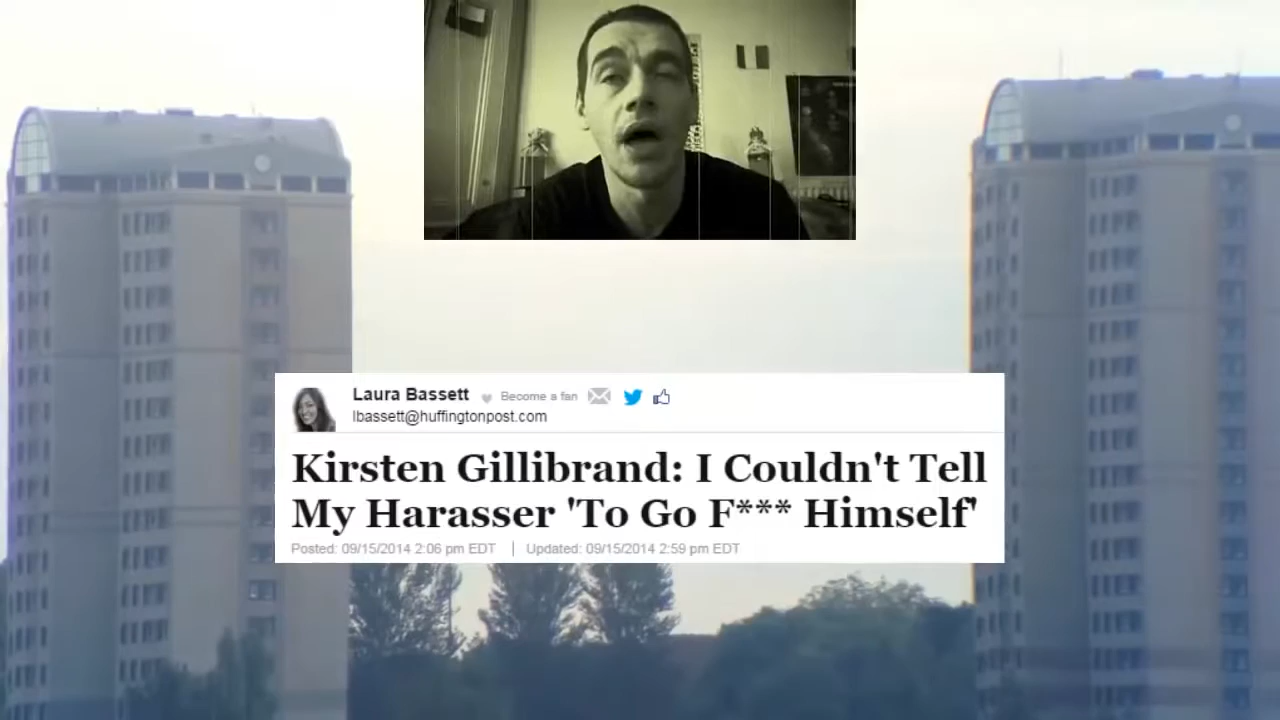 Laura Bassett Become a fan
lbassett@huffingtonpost.com
Kirsten Gillibrand: I Couldn't Tell
My Harasser 'To Go F*** Himself'
Posted: 09/15/2014 2:06 pm EDT | Updated: 09/15/2014 2:59 pm EDT